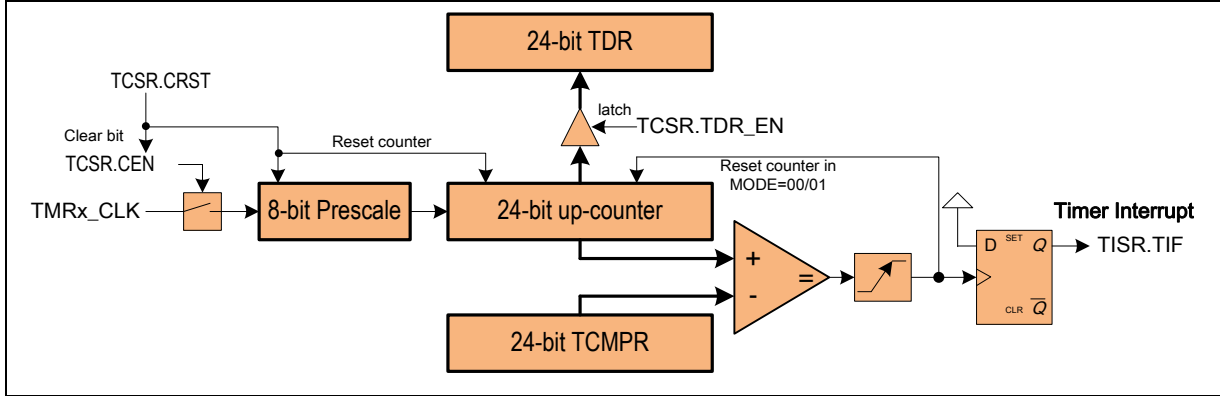 24-bit TDR
TCSR.CRST
latch
TCSR.TDR_EN
Clear bit
Reset counter
TCSR.CEN
Reset counter in
MODE=00/01
TMRx_CLK
8-bit Prescale
24-bit up-counter
Timer Interrupt
D SET Q
TISR.TIF
+
=
-
CLR Q̅
24-bit TCMPR